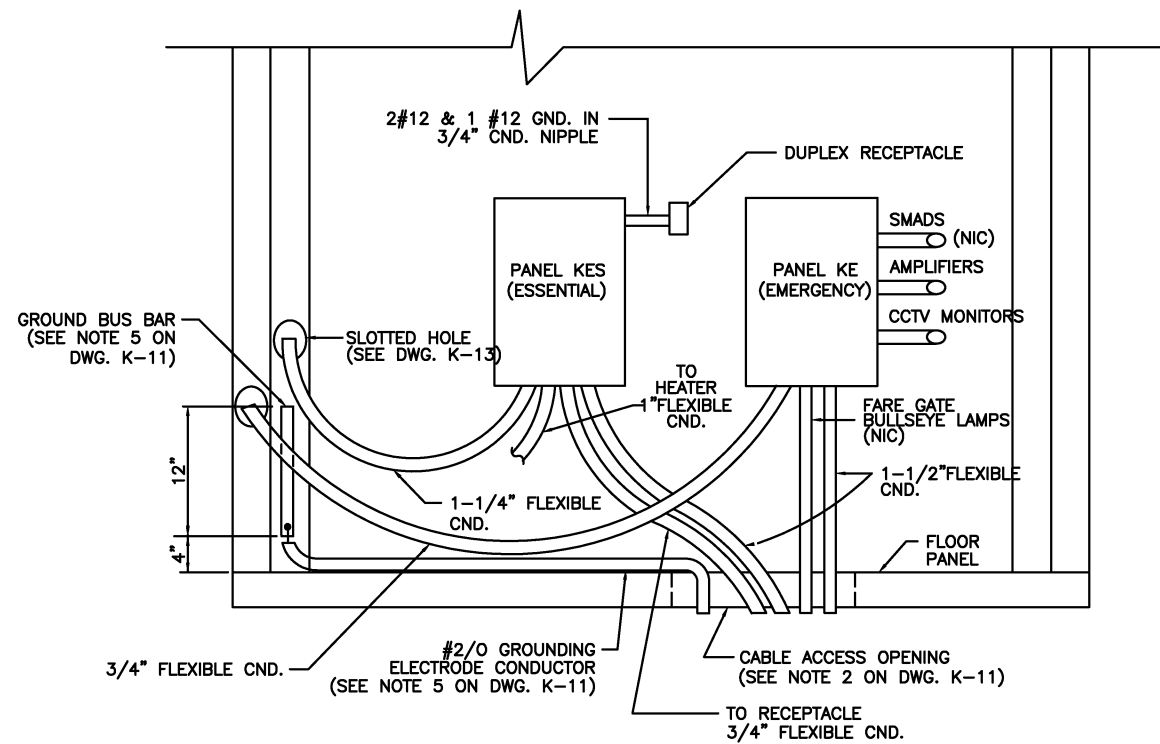 2#12 & 1 #12 GND. IN
3/4" CND. NIPPLE
DUPLEX RECEPTACLE
PANEL KES
(ESSENTIAL)
PANEL KE
(EMERGENCY)
SMADS
(NIC)
AMPLIFIERS
CCTV MONITORS
GROUND BUS BAR
(SEE NOTE 5 ON
DWG. K-11)
SLOTTED HOLE
(SEE DWG. K-13)
TO
HEATER
1"FLEXIBLE
CND.
FARE GATE
BULLSEYE LAMPS
(NIC)
12"
4"
1-1/4" FLEXIBLE
CND.
1-1/2"FLEXIBLE
CND.
FLOOR
PANEL
3/4" FLEXIBLE CND.
#2/0 GROUNDING
ELECTRODE CONDUCTOR
(SEE NOTE 5 ON DWG. K-11)
CABLE ACCESS OPENING
(SEE NOTE 2 ON DWG. K-11)
TO RECEPTACLE
3/4" FLEXIBLE CND.